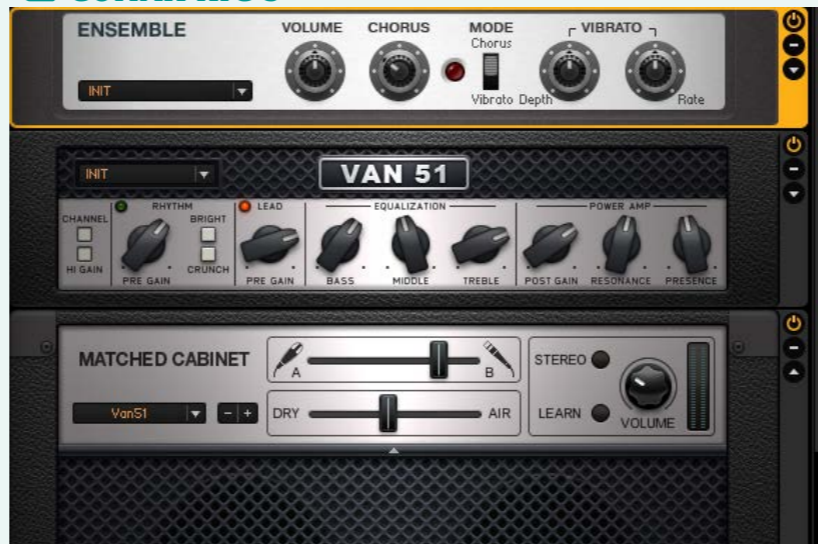 ENSEMBLE
VOLUME CHORUS MODE VIBRATO
Chorus
INIT
Vibrato Depth Rate
INIT
VAN 51
CHANNEL RHYTHM BRIGHT LEAD EQUALIZATION POWER AMP
HI GAIN PRE GAIN CRUNCH PRE GAIN BASS MIDDLE TREBLE POST GAIN RESONANCE PRESENCE
MATCHED CABINET
A B
STEREO
Van51 - +
DRY AIR
LEARN
VOLUME